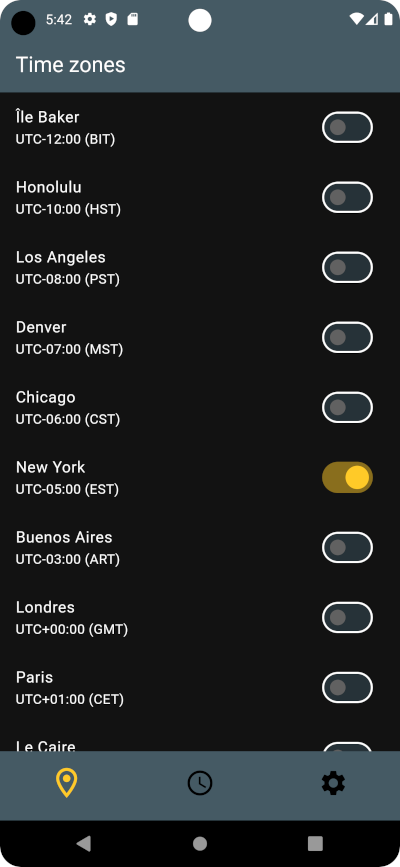 5:42
Time zones
Île Baker
UTC-12:00 (BIT)
Honolulu
UTC-10:00 (HST)
Los Angeles
UTC-08:00 (PST)
Denver
UTC-07:00 (MST)
Chicago
UTC-06:00 (CST)
New York
UTC-05:00 (EST)
Buenos Aires
UTC-03:00 (ART)
Londres
UTC+00:00 (GMT)
Paris
UTC+01:00 (CET)
Le Caire